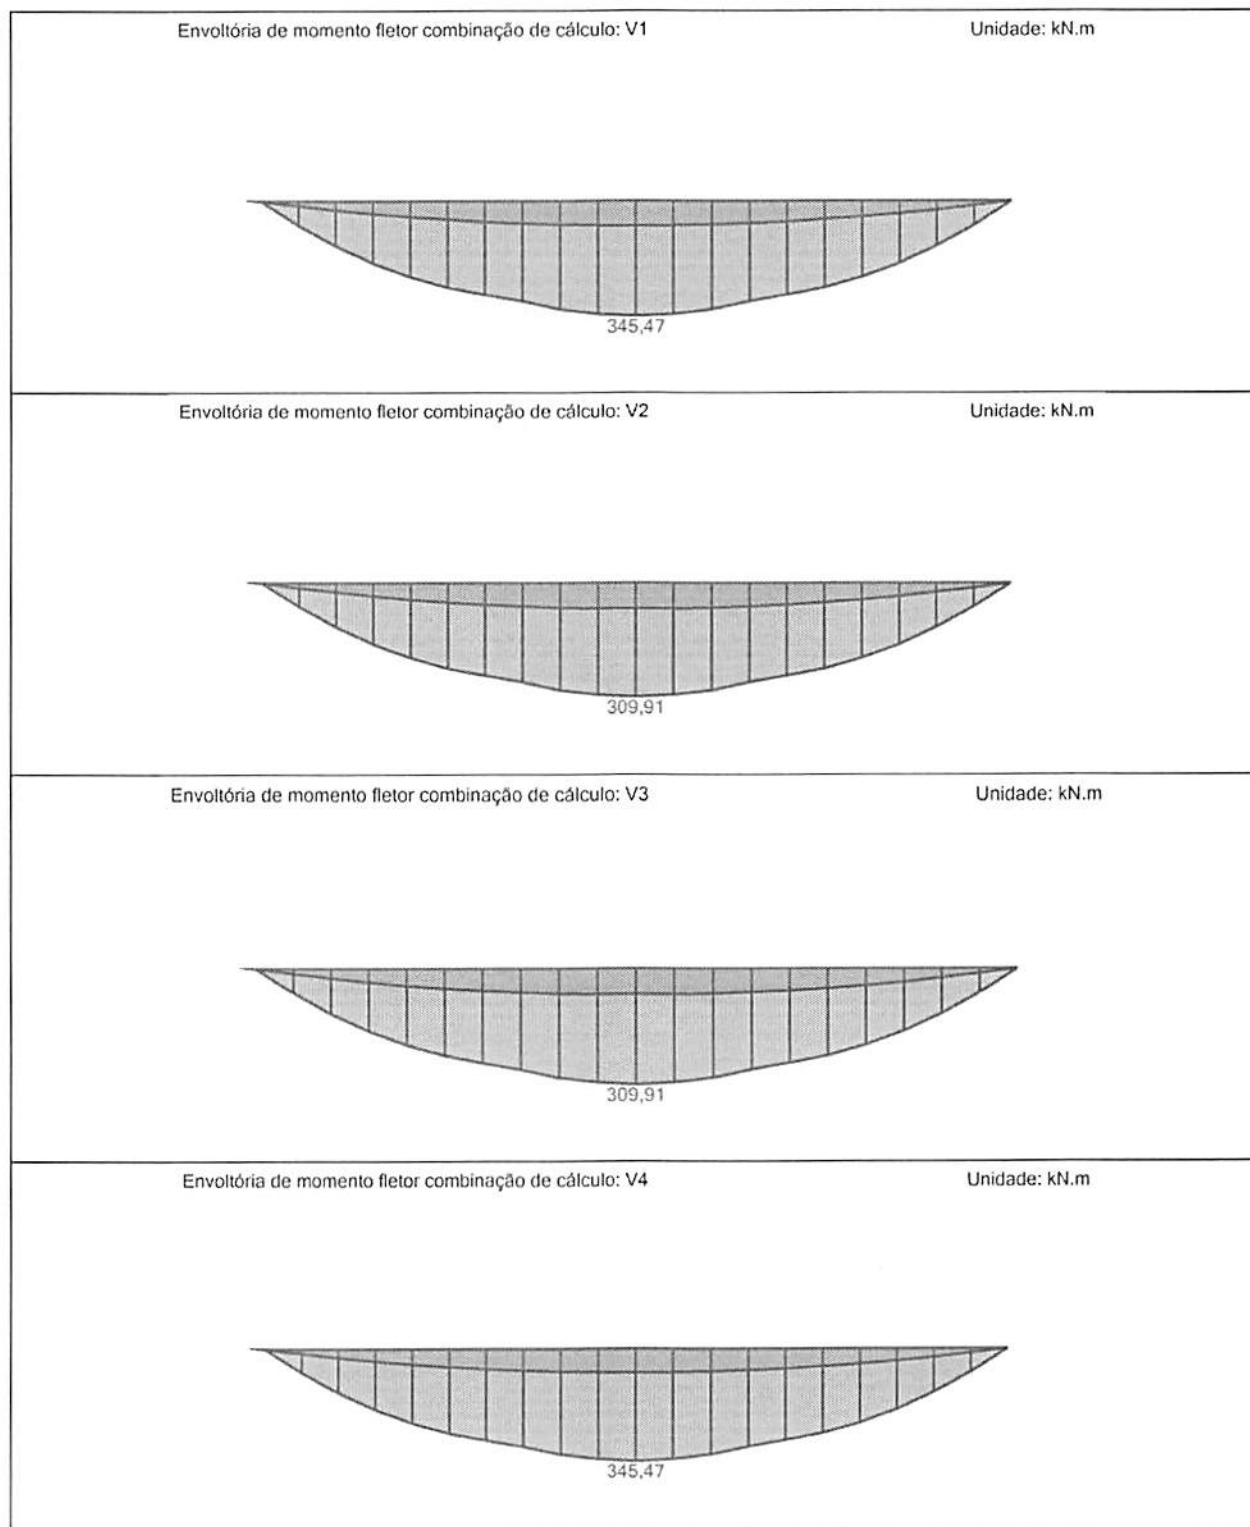 Envoltória de momento fletor combinação de cálculo: V1 Unidade: kN.m
345,47
Envoltória de momento fletor combinação de cálculo: V2 Unidade: kN.m
309,91
Envoltória de momento fletor combinação de cálculo: V3 Unidade: kN.m
309,91
Envoltória de momento fletor combinação de cálculo: V4 Unidade: kN.m
345,47